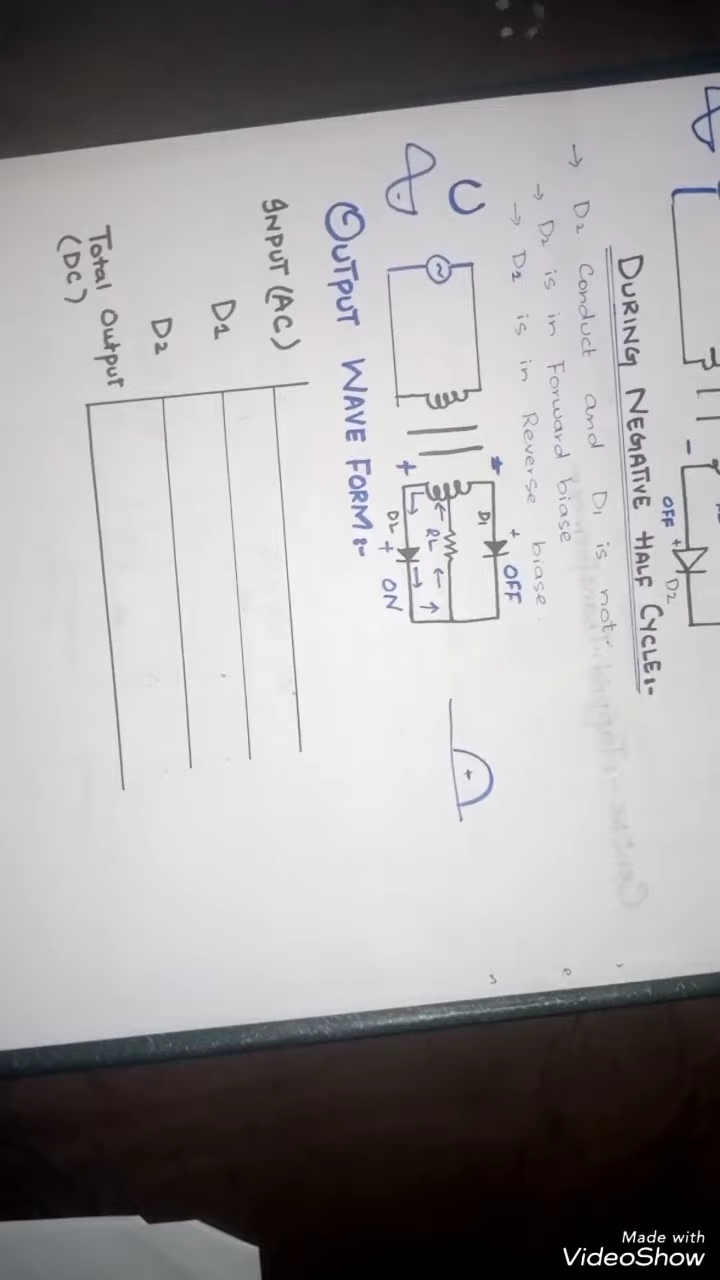 OFF + D2
-
DURING NEGATIVE HALF CYCLE:-
→ D2 Conduct and D1 is not
→ D2 is in Forward biase
→ D1 is in Reverse biase.
+ OFF
D1
~
RL
+
D2 + ON
+
OUTPUT WAVE FORM:-
INPUT (AC)
D1
D2
Total Output
(DC)
Made with
VideoShow